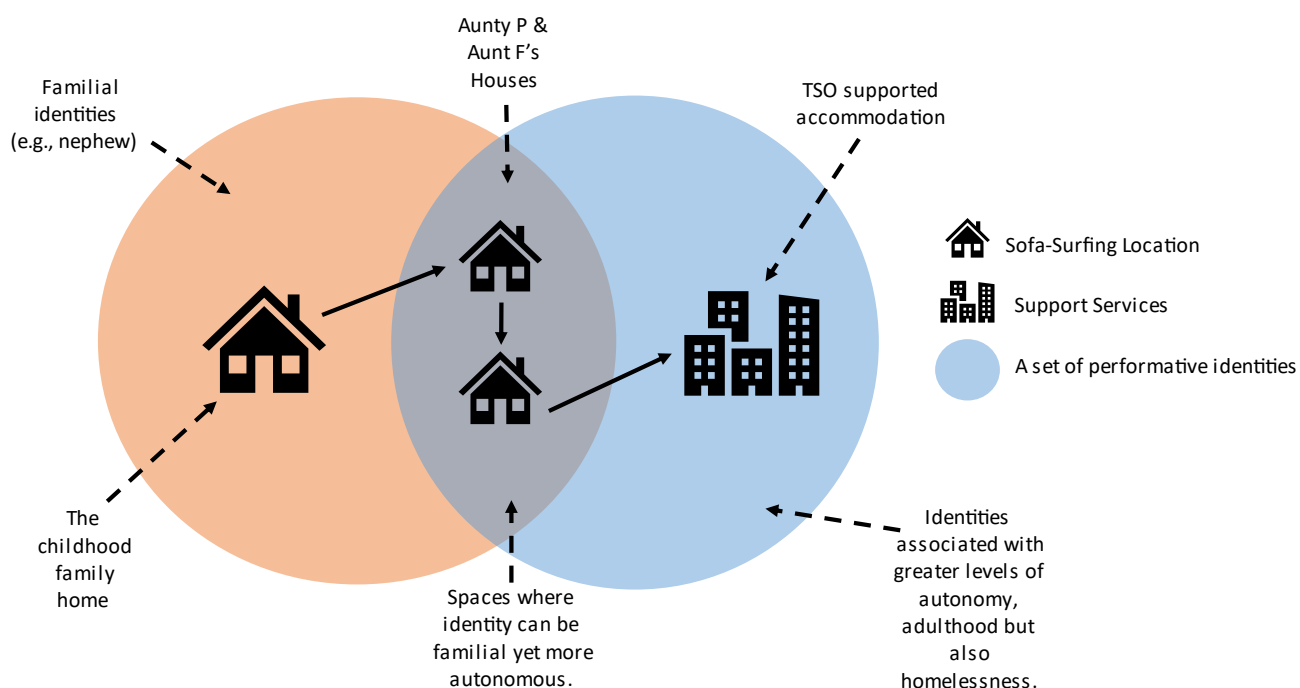 Aunty P &
Aunt F’s
Houses
Familial
identities
(e.g., nephew)
TSO supported
accommodation
Sofa-Surfing Location
Support Services
A set of performative identities
The
childhood
family
home
Spaces where
identity can be
familial yet more
autonomous.
Identities
associated with
greater levels of
autonomy,
adulthood but
also
homelessness.